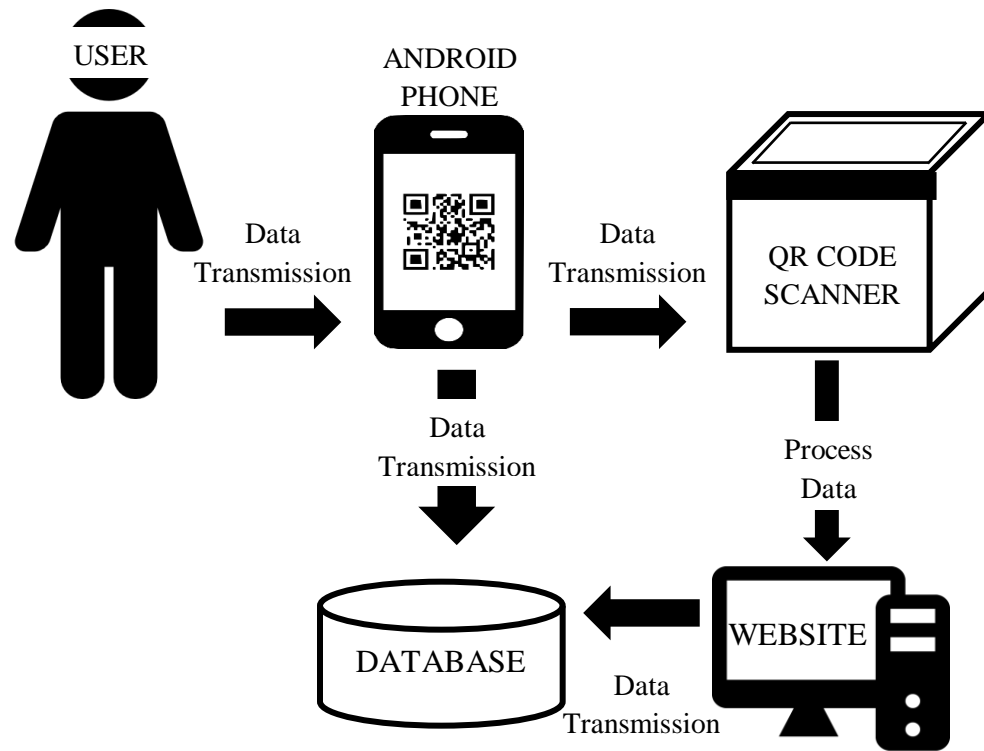 USER
ANDROID
PHONE
Data
Transmission
Data
Transmission
QR CODE
SCANNER
Data
Transmission
Process
Data
DATABASE
WEBSITE
Data
Transmission